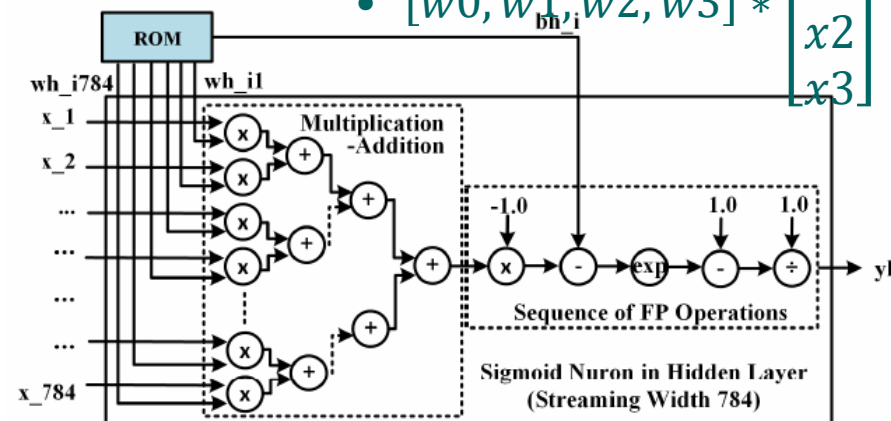 • [w0, w1, w2, w3] *
x2
x3
ROM
bh_i
wh_i784
wh_i1
x_1
x_2
...
...
...
...
x_784
Multiplication
-Addition
x
x
x
x
x
x
+
+
+
+
+
+
-1.0
1.0
1.0
x
-
exp
-
÷
Sequence of FP Operations
Sigmoid Nuron in Hidden Layer
(Streaming Width 784)